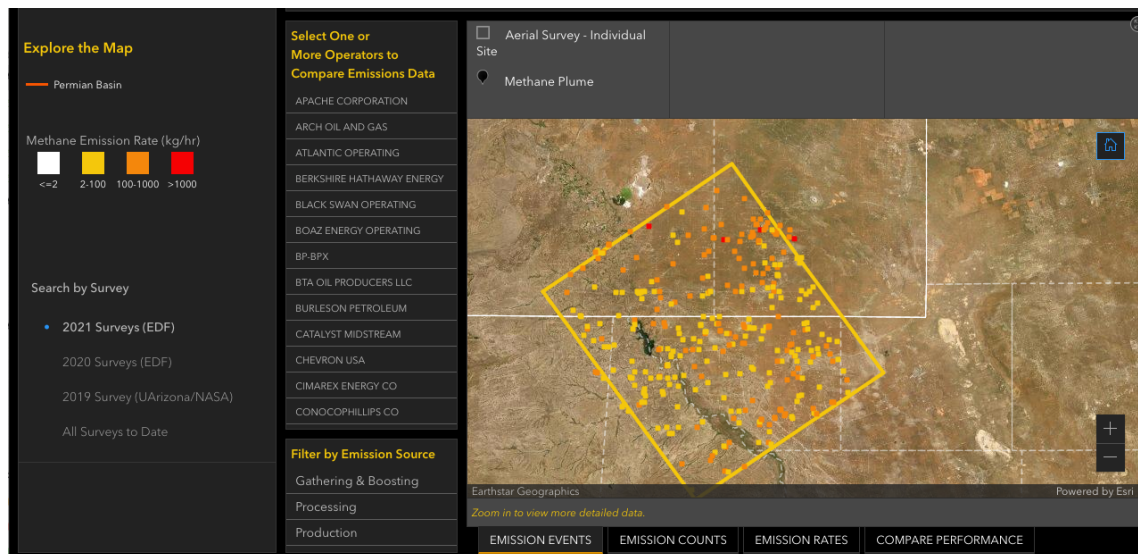 Explore the Map
Permian Basin
Methane Emission Rate (kg/hr)
<=2 2-100 100-1000 >1000
Search by Survey
2021 Surveys (EDF)
2020 Surveys (EDF)
2019 Survey (UArizona/NASA)
All Surveys to Date
Select One or
More Operators to
Compare Emissions Data
APACHE CORPORATION
ARCH OIL AND GAS
ATLANTIC OPERATING
BERKSHIRE HATHAWAY ENERGY
BLACK SWAN OPERATING
BOAZ ENERGY OPERATING
BP-BPX
BTA OIL PRODUCERS LLC
BURLESON PETROLEUM
CATALYST MIDSTREAM
CHEVRON USA
CIMAREX ENERGY CO
CONOCOPHILLIPS CO
Filter by Emission Source
Gathering & Boosting
Processing
Production
Aerial Survey - Individual
Site
Methane Plume
Earthstar Geographics
Powered by Esri
Zoom in to view more detailed data.
EMISSION EVENTS
EMISSION COUNTS
EMISSION RATES
COMPARE PERFORMANCE